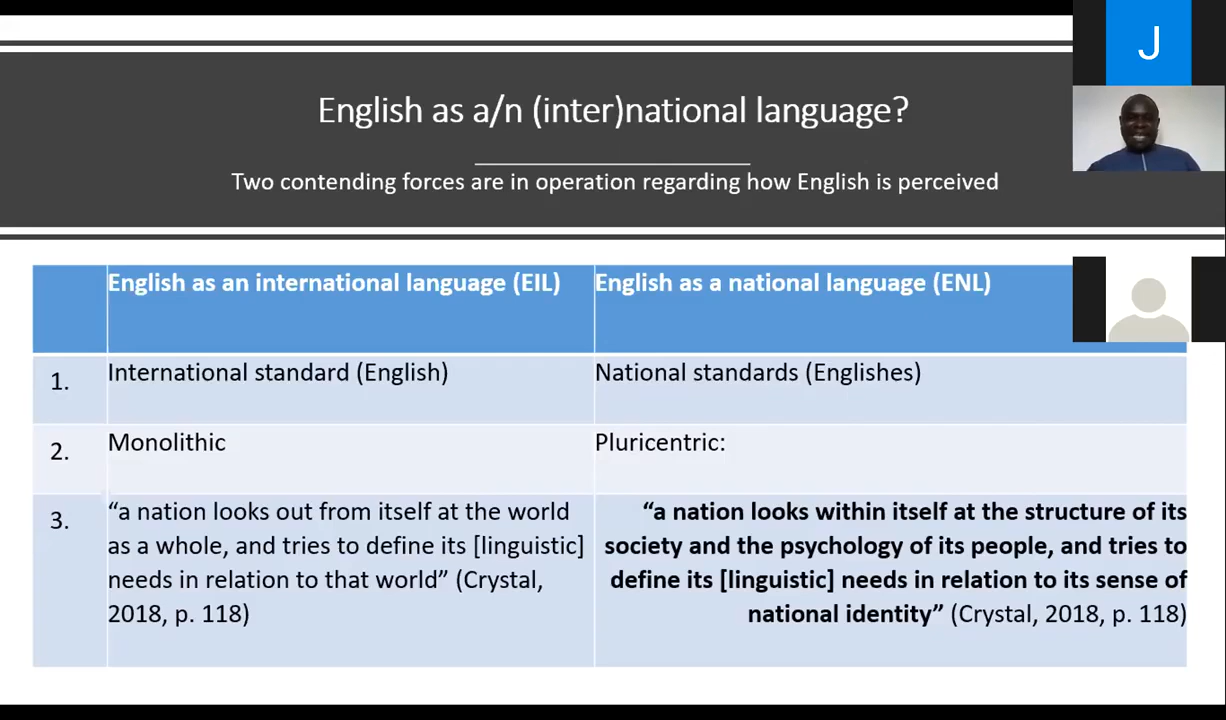 J
English as a/n (inter)national language?
Two contending forces are in operation regarding how English is perceived
English as an international language (EIL)
English as a national language (ENL)
1.
International standard (English)
National standards (Englishes)
2.
Monolithic
Pluricentric:
3.
“a nation looks out from itself at the world
as a whole, and tries to define its [linguistic]
needs in relation to that world” (Crystal,
2018, p. 118)
“a nation looks within itself at the structure of its
society and the psychology of its people, and tries to
define its [linguistic] needs in relation to its sense of
national identity” (Crystal, 2018, p. 118)